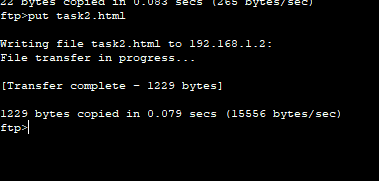 22 bytes copied in 0.083 secs (265 bytes/sec)
ftp>put task2.html
Writing file task2.html to 192.168.1.2:
File transfer in progress...
[Transfer complete - 1229 bytes]
1229 bytes copied in 0.079 secs (15556 bytes/sec)
ftp>